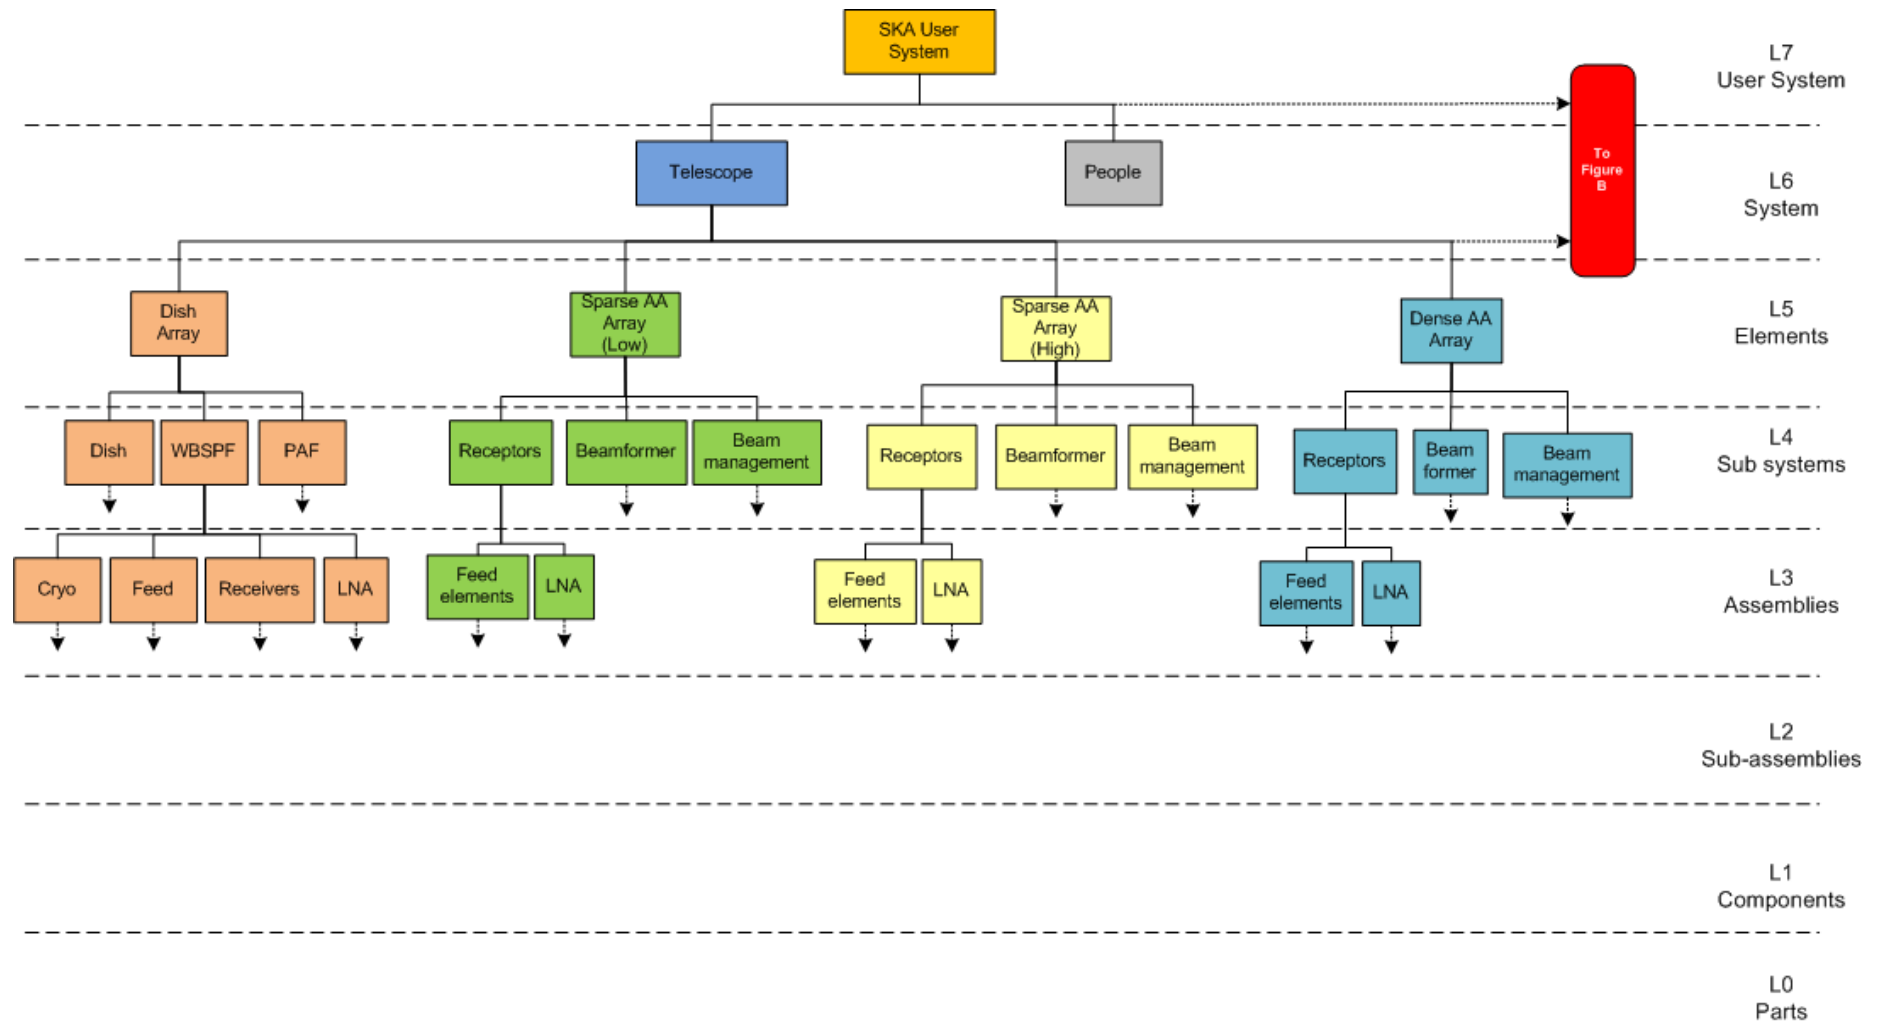 SKA User
System
L7
User System
Telescope
People
To
Figure
B
L6
System
Dish
Array
Sparse AA
Array
(Low)
Sparse AA
Array
(High)
Dense AA
Array
L5
Elements
Dish
WBSPF
PAF
Receptors
Beamformer
Beam
management
Receptors
Beamformer
Beam
management
Receptors
Beam
former
Beam
management
L4
Sub systems
Cryo
Feed
Receivers
LNA
Feed
elements
LNA
Feed
elements
LNA
Feed
elements
LNA
L3
Assemblies
L2
Sub-assemblies
L1
Components
L0
Parts